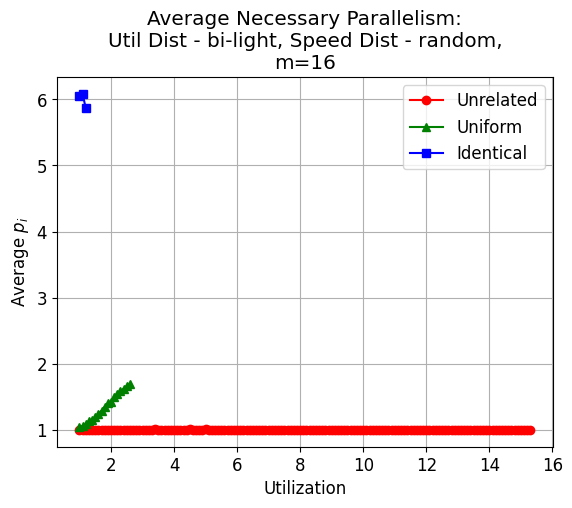 Average Necessary Parallelism:
Util Dist - bi-light, Speed Dist - random,
m=16
Unrelated
Uniform
Identical
Average p_i
6
5
4
3
2
1
2 4 6 8 10 12 14 16
Utilization